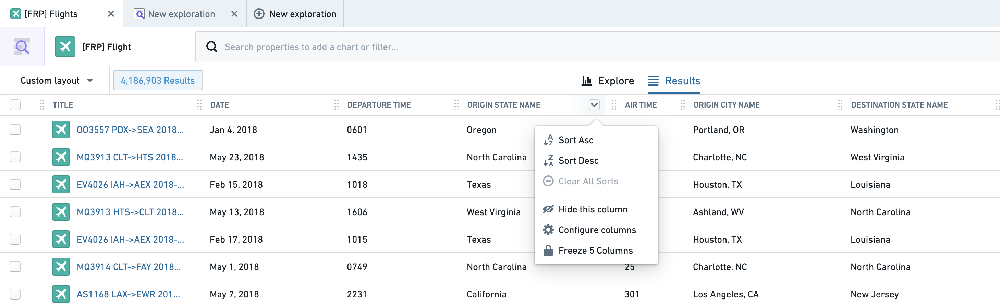 [FRP] Flights
New exploration
New exploration
[FRP] Flight
Search properties to add a chart or filter...
Custom layout
4,186,903 Results
Explore
Results
TITLE DATE DEPARTURE TIME ORIGIN STATE NAME AIR TIME ORIGIN CITY NAME DESTINATION STATE NAME
OO3557 PDX->SEA 2018... Jan 4, 2018 0601 Oregon Portland, OR Washington
MQ3913 CLT->HTS 2018... May 23, 2018 1435 North Carolina Charlotte, NC West Virginia
EV4026 IAH->AEX 2018-... Feb 15, 2018 1018 Texas Houston, TX Louisiana
MQ3913 HTS->CLT 2018... May 13, 2018 1606 West Virginia Ashland, WV North Carolina
EV4026 IAH->AEX 2018-... Feb 17, 2018 1015 Texas Houston, TX Louisiana
MQ3914 CLT->FAY 2018... May 1, 2018 0749 North Carolina 25 Charlotte, NC North Carolina
AS1168 LAX->EWR 201... May 7, 2018 2231 California 301 Los Angeles, CA New Jersey
Sort Asc
Sort Desc
Clear All Sorts
Hide this column
Configure columns
Freeze 5 Columns